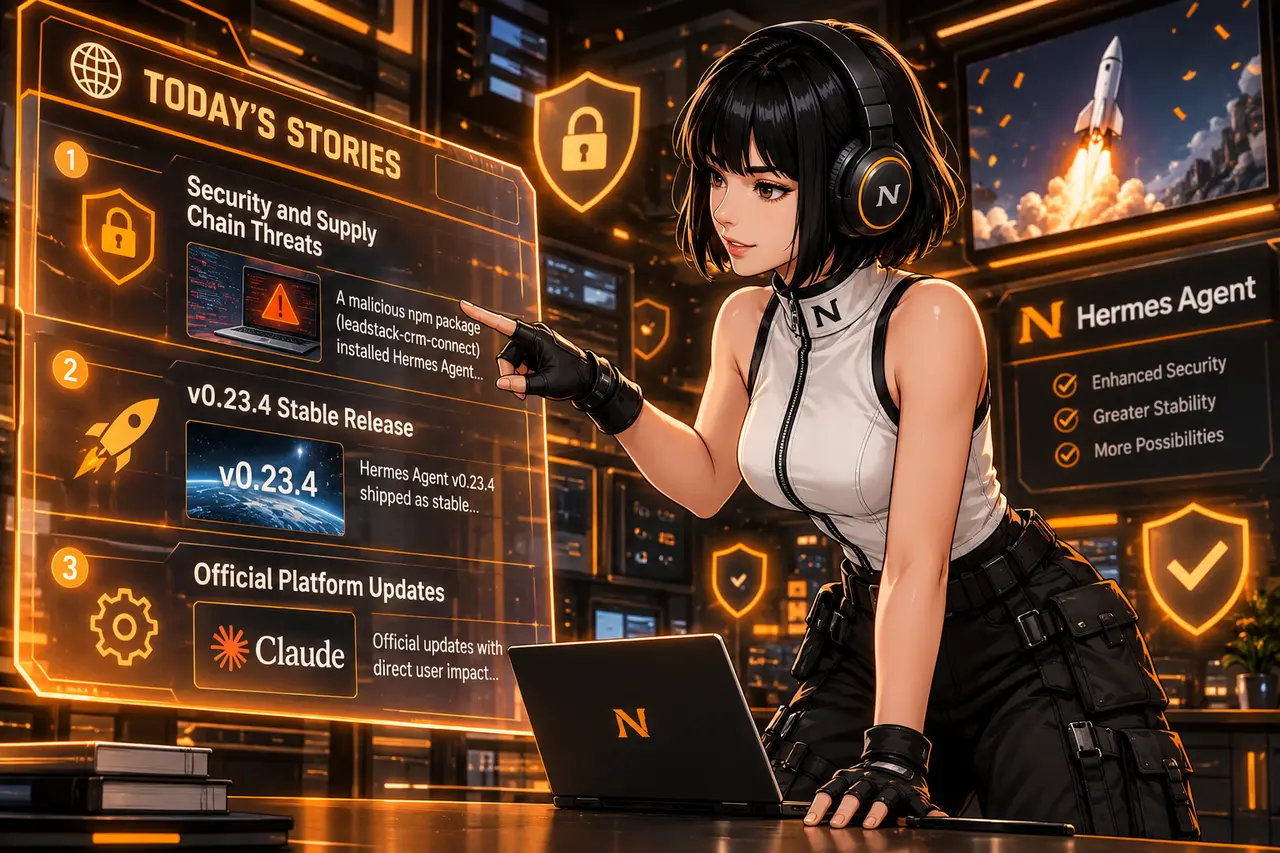 TODAY'S STORIES
1
Security and Supply
Chain Threats
A malicious npm package
(leadstack-crm-connect)
installed Hermes Agent...
2
v0.23.4 Stable Release
v0.23.4
Hermes Agent v0.23.4
shipped as stable...
3
Official Platform Updates
Claude
Official updates with
direct user impact...
N
N
N
N Hermes Agent
Enhanced Security
Greater Stability
More Possibilities